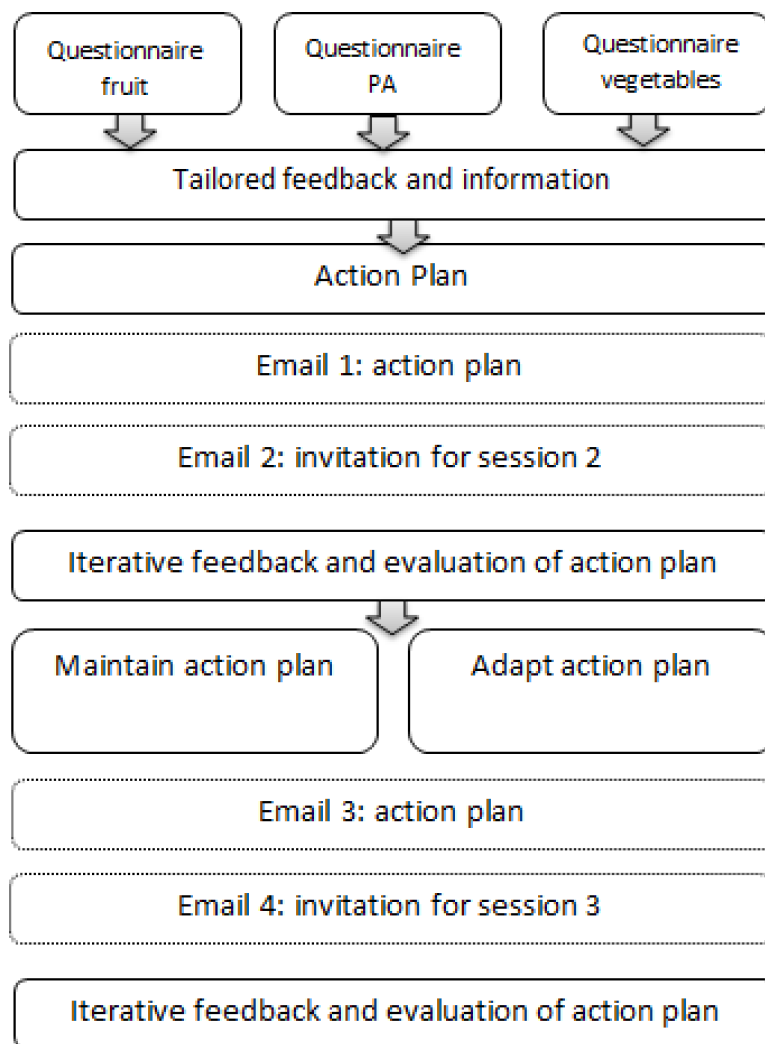 Questionnaire
fruit
Questionnaire
PA
Questionnaire
vegetables
Tailored feedback and information
Action Plan
Email 1: action plan
Email 2: invitation for session 2
Iterative feedback and evaluation of action plan
Maintain action plan
Adapt action plan
Email 3: action plan
Email 4: invitation for session 3
Iterative feedback and evaluation of action plan